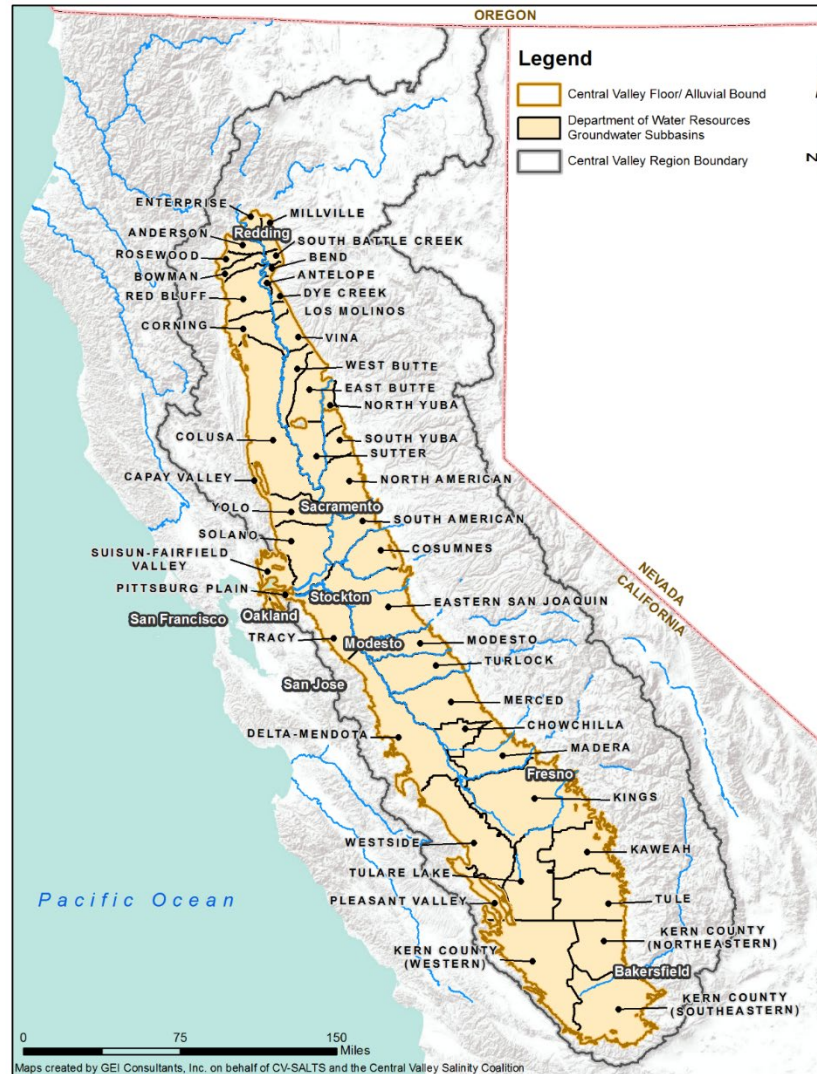 OREGON
Legend
Central Valley Floor/ Alluvial Bound
Department of Water Resources
Groundwater Subbasins
Central Valley Region Boundary
ENTERPRISE
MILLVILLE
Redding
ANDERSON
SOUTH BATTLE CREEK
ROSEWOOD
BEND
BOWMAN
ANTELOPE
RED BLUFF
DYE CREEK
LOS MOLINOS
CORNING
VINA
WEST BUTTE
EAST BUTTE
NORTH YUBA
COLUSA
SOUTH YUBA
SUTTER
CAPAY VALLEY
NORTH AMERICAN
YOLO
Sacramento
SOUTH AMERICAN
SOLANO
COSUMNES
SUISUN-FAIRFIELD
VALLEY
NEVADA
CALIFORNIA
PITTSBURG PLAIN
Stockton
EASTERN SAN JOAQUIN
San Francisco
Oakland
TRACY
Modesto
MODESTO
TURLOCK
San Jose
MERCED
CHOWCHILLA
DELTA-MENDOTA
MADERA
Fresno
KINGS
WESTSIDE
KAWEAH
TULARE LAKE
Pacific Ocean
PLEASANT VALLEY
TULE
KERN COUNTY
(NORTHEASTERN)
KERN COUNTY
(WESTERN)
Bakersfield
KERN COUNTY
(SOUTHEASTERN)
0 75 150
Miles
Maps created by GEI Consultants, Inc. on behalf of CV-SALTS and the Central Valley Salinity Coalition